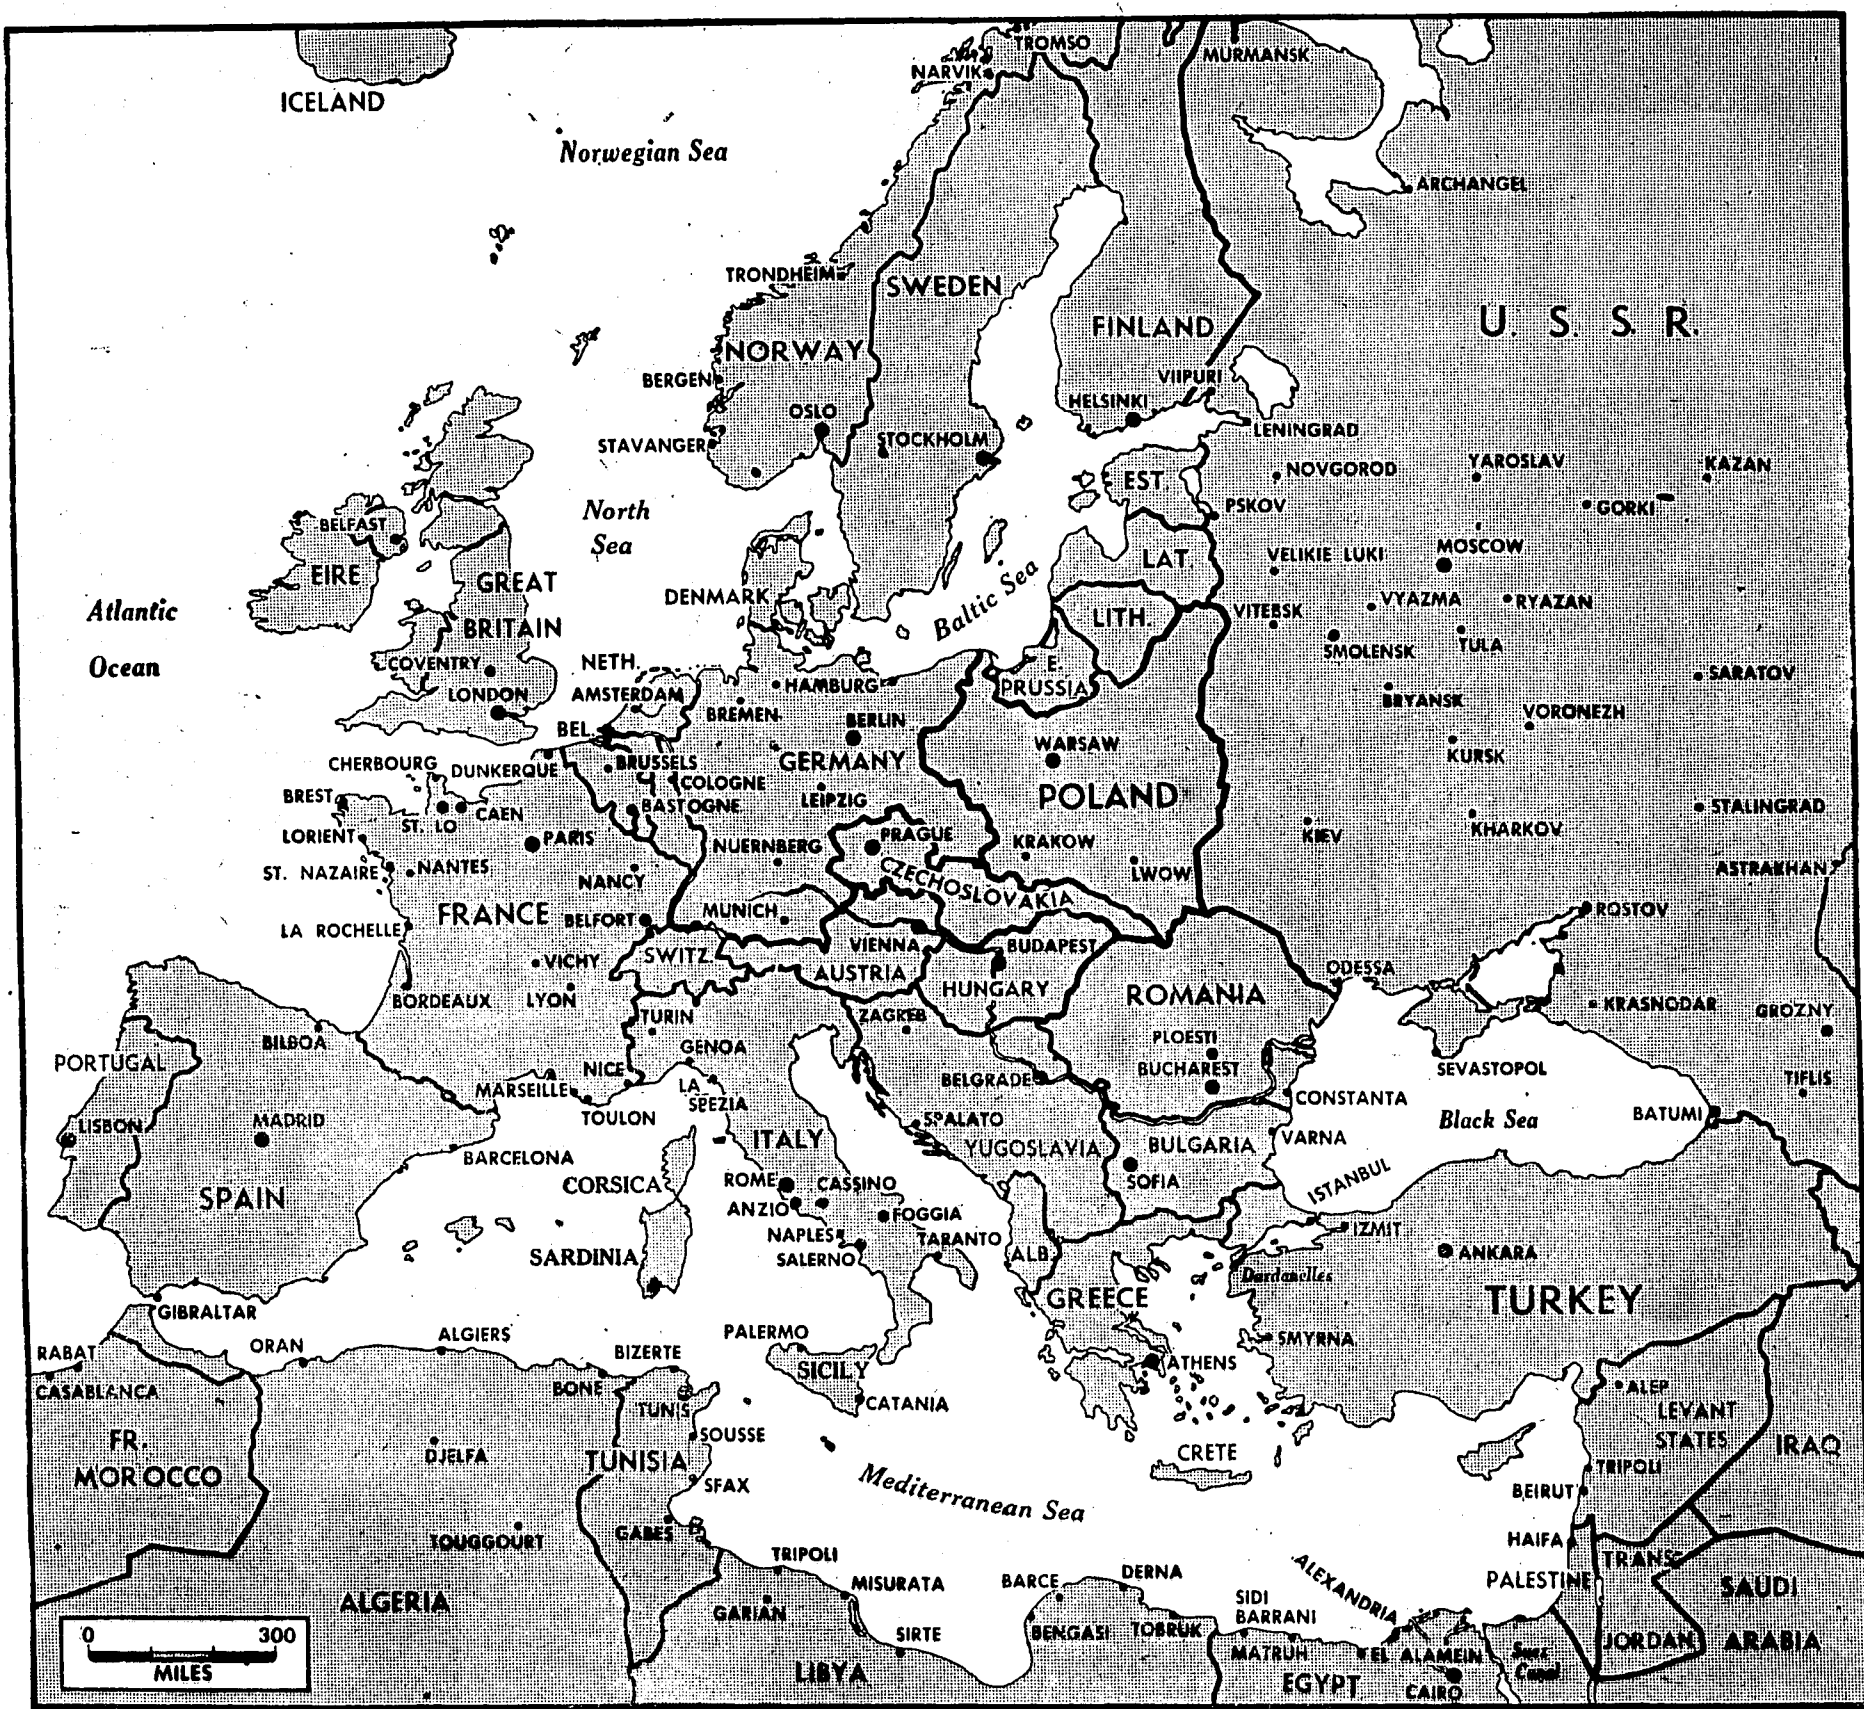 TROMSO
MURMANSK
NARVIK
ICELAND
Norwegian Sea
ARCHANGEL
TRONDHEIM
SWEDEN
U. S. S. R.
FINLAND
NORWAY
BERGEN
VIIPURI
HELSINKI
OSLO
LENINGRAD
STAVANGER
STOCKHOLM
NOVGOROD
YAROSLAV
KAZAN
EST.
PSKOV
GORKI
North
Sea
BELFAST
MOSCOW
VELIKIE LUKI
LAT.
EIRE
GREAT
BRITAIN
DENMARK
Baltic Sea
VYAZMA
RYAZAN
Atlantic
Ocean
LITH.
VITEBSK
SMOLENSK
TULA
COVENTRY
NETH.
E.
PRUSSIA
SARATOV
LONDON
AMSTERDAM
HAMBURG
BREMEN
BRYANSK
VORONEZH
BERLIN
BEL.
WARSAW
KURSK
CHERBOURG
DUNKERQUE
BRUSSELS
GERMANY
COLOGNE
POLAND
BREST
BASTOGNE
LEIPZIG
STALINGRAD
ST. LO
CAEN
LORIENT
PARIS
PRAGUE
KRAKOW
KIEV
KHARKOV
NUERNBERG
ST. NAZAIRE
NANTES
NANCY
CZECHOSLOVAKIA
LWOW
ASTRAKHAN
FRANCE
BELFORT
MUNICH
ROSTOV
LA ROCHELLE
VIENNA
BUDAPEST
VICHY
SWITZ.
AUSTRIA
ODESSA
BORDEAUX
LYON
HUNGARY
ROMANIA
KRASNODAR
GROZNY
TURIN
ZAGREB
BILBOA
PLOESTI
PORTUGAL
GENOA
BUCHAREST
SEVASTOPOL
NICE
BELGRADE
TIFLIS
MARSEILLE
LA
SPEZIA
CONSTANTA
TOULON
LISBON
MADRID
SPALATO
Black Sea
BATUMI
ITALY
YUGOSLAVIA
BULGARIA
VARNA
BARCELONA
CORSICA
ROME
CASSINO
SOFIA
ISTANBUL
SPAIN
ANZIO
FOGGIA
IZMIT
NAPLES
TARANTO
SARDINIA
SALERNO
ALB.
ANKARA
Dardanelles
GREECE
TURKEY
GIBRALTAR
PALERMO
SMYRNA
RABAT
ORAN
ALGIERS
BIZERTE
SICILY
ATHENS
CASABLANCA
BONE
ALEP
TUNIS
CATANIA
LEVANT
STATES
FR.
MOROCCO
SOUSSE
DJELFA
TUNISIA
CRETE
IRAQ
TRIPOLI
SFAX
Mediterranean Sea
BEIRUT
TOUGGOURT
GABES
HAIFA
TRIPOLI
TRANS-
JORDAN
ALGERIA
MISURATA
BARCE
DERNA
ALEXANDRIA
PALESTINE
SAUDI
ARABIA
GARIAN
SIDI
BARRANI
0 300
MILES
SIRTE
BENGASI
TOBRUK
MATRUH
EL ALAMEIN
Suez
Canal
LIBYA
EGYPT
CAIRO